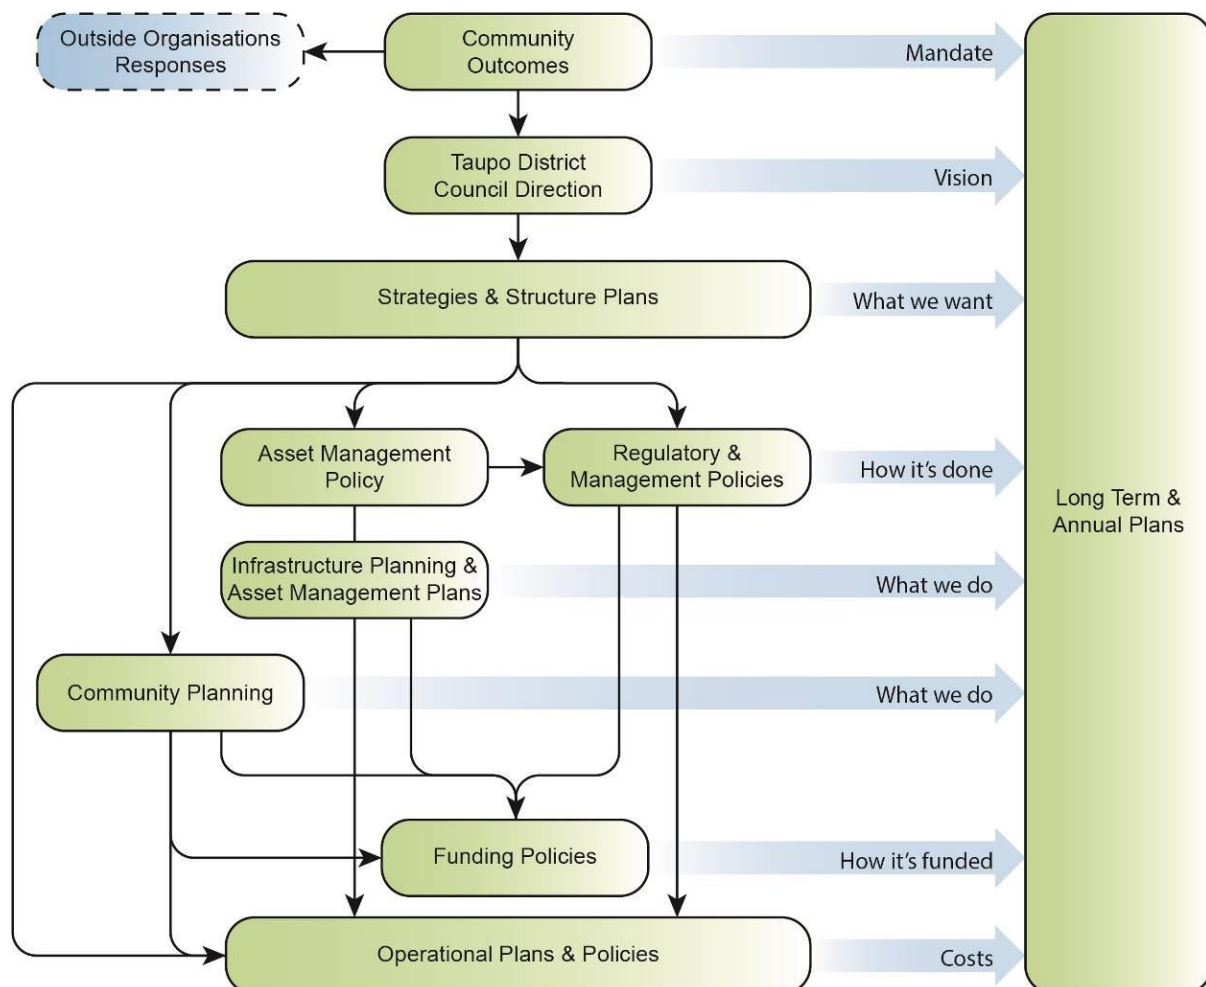 Outside Organisations
Responses
Community
Outcomes
Mandate
Taupo District
Council Direction
Vision
Strategies & Structure Plans
What we want
Asset Management
Policy
Regulatory &
Management Policies
How it's done
Long Term &
Annual Plans
Infrastructure Planning &
Asset Management Plans
What we do
Community Planning
What we do
Funding Policies
How it's funded
Operational Plans & Policies
Costs